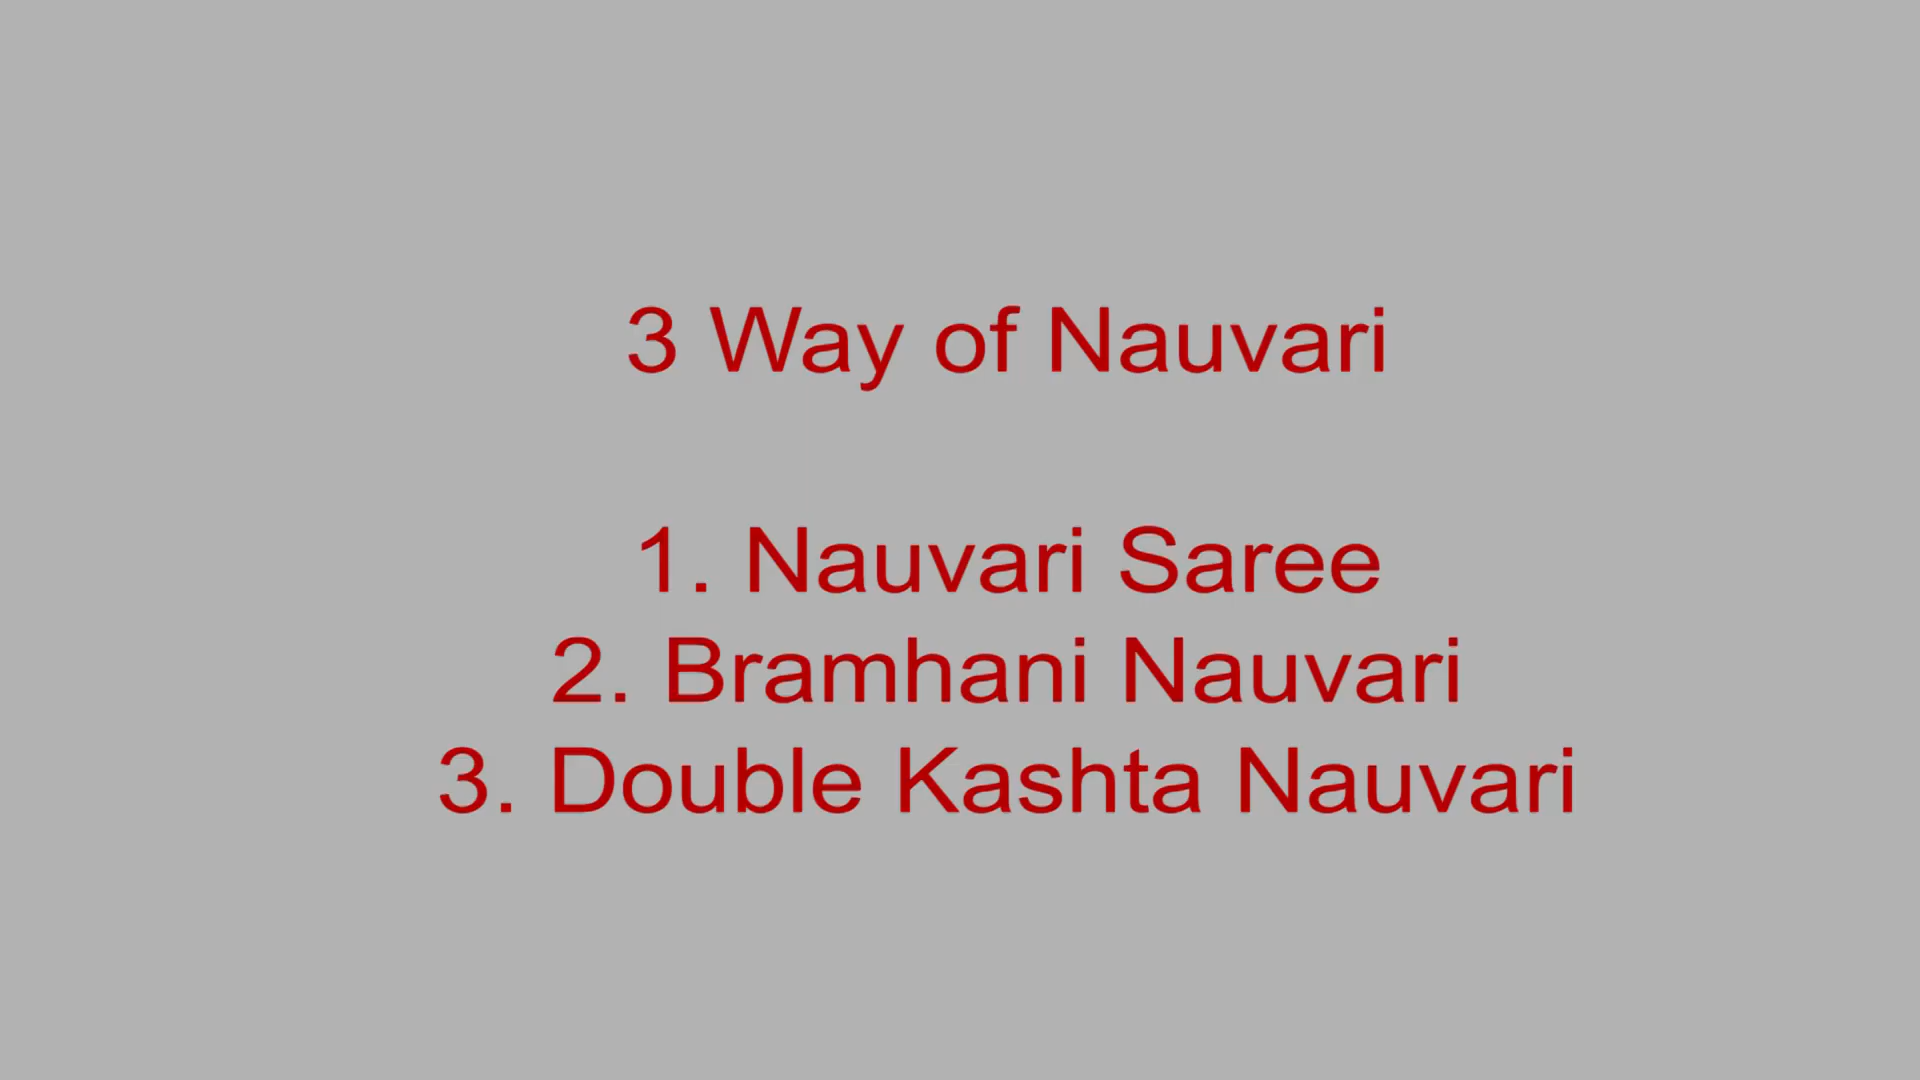 3 Way of Nauvari
1. Nauvari Saree
2. Bramhani Nauvari
3. Double Kashta Nauvari